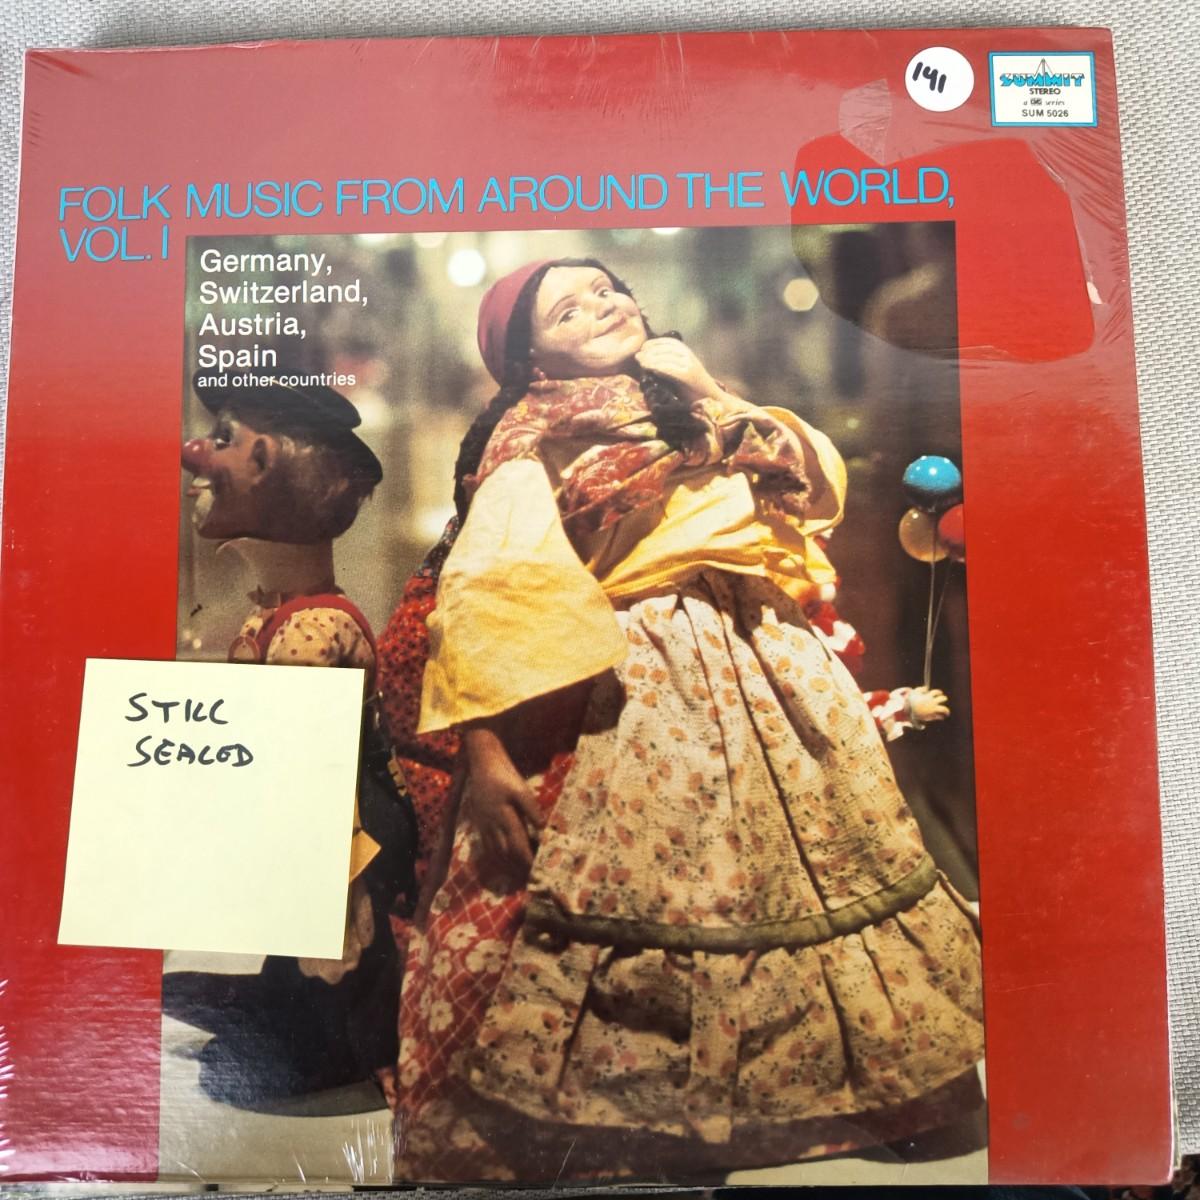 141
SUMMIT
STEREO
a series
SUM 5026
FOLK MUSIC FROM AROUND THE WORLD,
VOL. I
Germany,
Switzerland,
Austria,
Spain
and other countries
STILL
SEALED